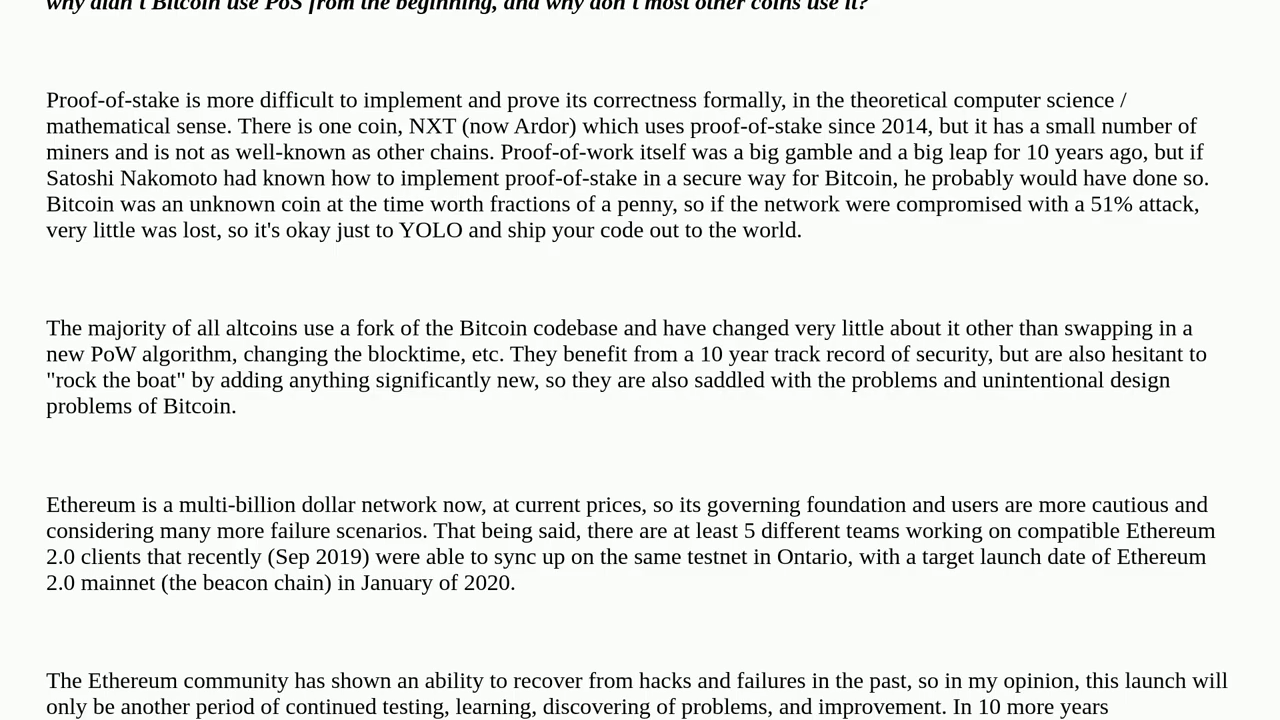 why didn't Bitcoin use PoS from the beginning, and why don't most other coins use it?
Proof-of-stake is more difficult to implement and prove its correctness formally, in the theoretical computer science /
mathematical sense. There is one coin, NXT (now Ardor) which uses proof-of-stake since 2014, but it has a small number of
miners and is not as well-known as other chains. Proof-of-work itself was a big gamble and a big leap for 10 years ago, but if
Satoshi Nakomoto had known how to implement proof-of-stake in a secure way for Bitcoin, he probably would have done so.
Bitcoin was an unknown coin at the time worth fractions of a penny, so if the network were compromised with a 51% attack,
very little was lost, so it's okay just to YOLO and ship your code out to the world.
The majority of all altcoins use a fork of the Bitcoin codebase and have changed very little about it other than swapping in a
new PoW algorithm, changing the blocktime, etc. They benefit from a 10 year track record of security, but are also hesitant to
"rock the boat" by adding anything significantly new, so they are also saddled with the problems and unintentional design
problems of Bitcoin.
Ethereum is a multi-billion dollar network now, at current prices, so its governing foundation and users are more cautious and
considering many more failure scenarios. That being said, there are at least 5 different teams working on compatible Ethereum
2.0 clients that recently (Sep 2019) were able to sync up on the same testnet in Ontario, with a target launch date of Ethereum
2.0 mainnet (the beacon chain) in January of 2020.
The Ethereum community has shown an ability to recover from hacks and failures in the past, so in my opinion, this launch will
only be another period of continued testing, learning, discovering of problems, and improvement. In 10 more years